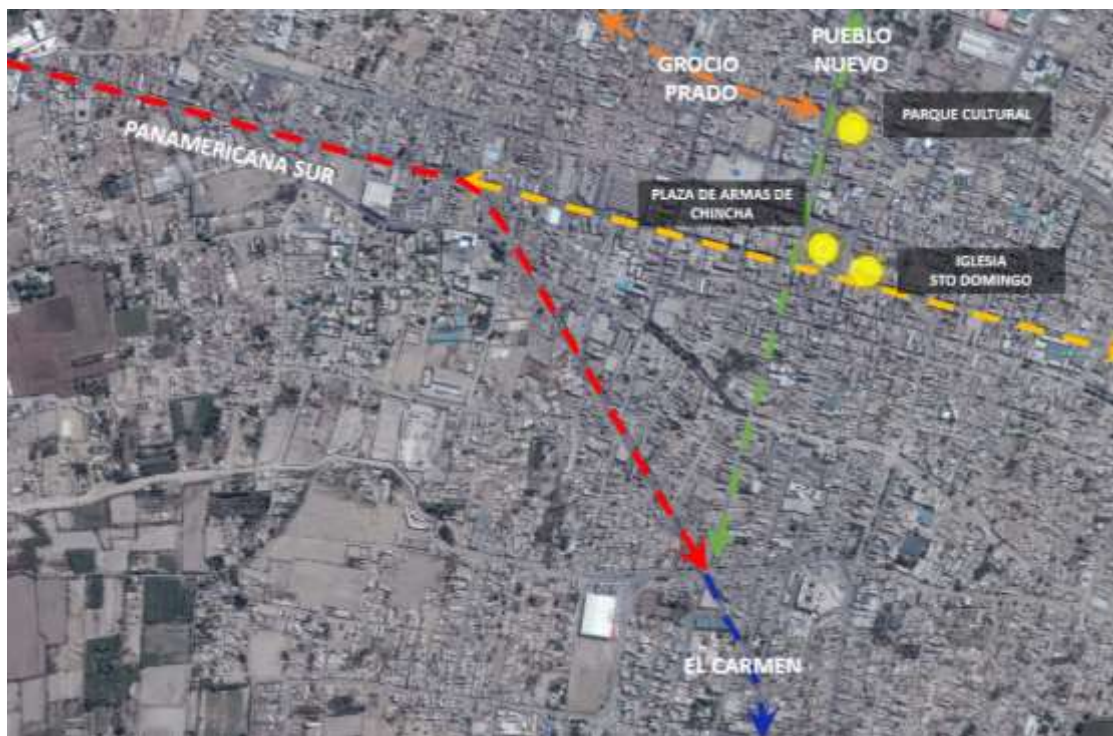 PUEBLO
NUEVO
GROCIO
PRADO
PARQUE CULTURAL
PANAMERICANA SUR
PLAZA DE ARMAS DE
CHINCHA
IGLESIA
STO DOMINGO
EL CARMEN